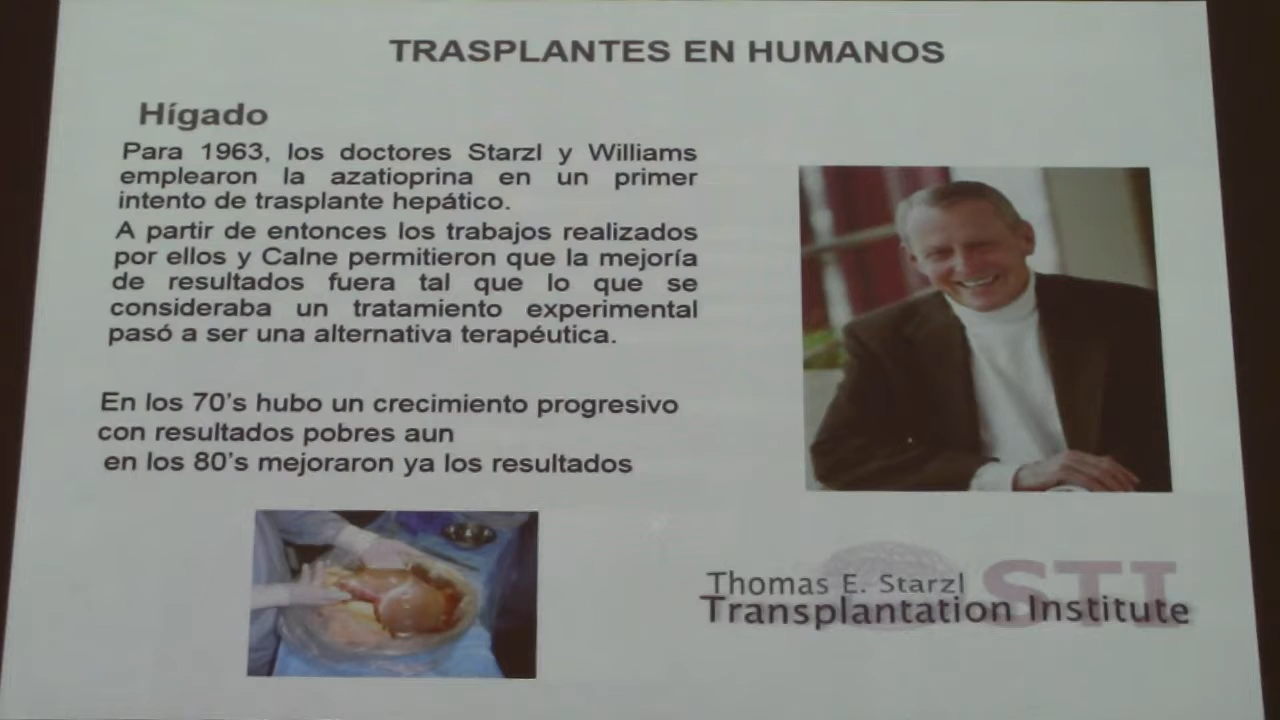 TRASPLANTES EN HUMANOS
Hígado
Para 1963, los doctores Starzl y Williams
emplearon la azatioprina en un primer
intento de trasplante hepático.
A partir de entonces los trabajos realizados
por ellos y Calne permitieron que la mejoría
de resultados fuera tal que lo que se
consideraba un tratamiento experimental
pasó a ser una alternativa terapéutica.
En los 70's hubo un crecimiento progresivo
con resultados pobres aun
en los 80's mejoraron ya los resultados
STI
Thomas E. Starzl
Transplantation Institute